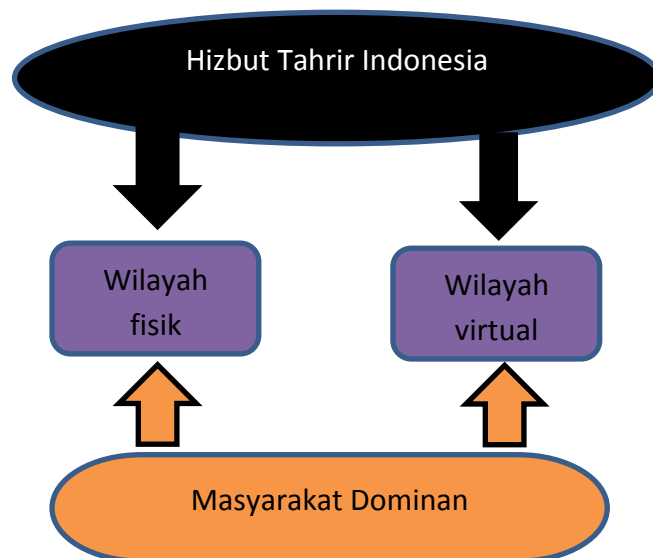 Hizbut Tahrir Indonesia
Wilayah
fisik
Wilayah
virtual
Masyarakat Dominan